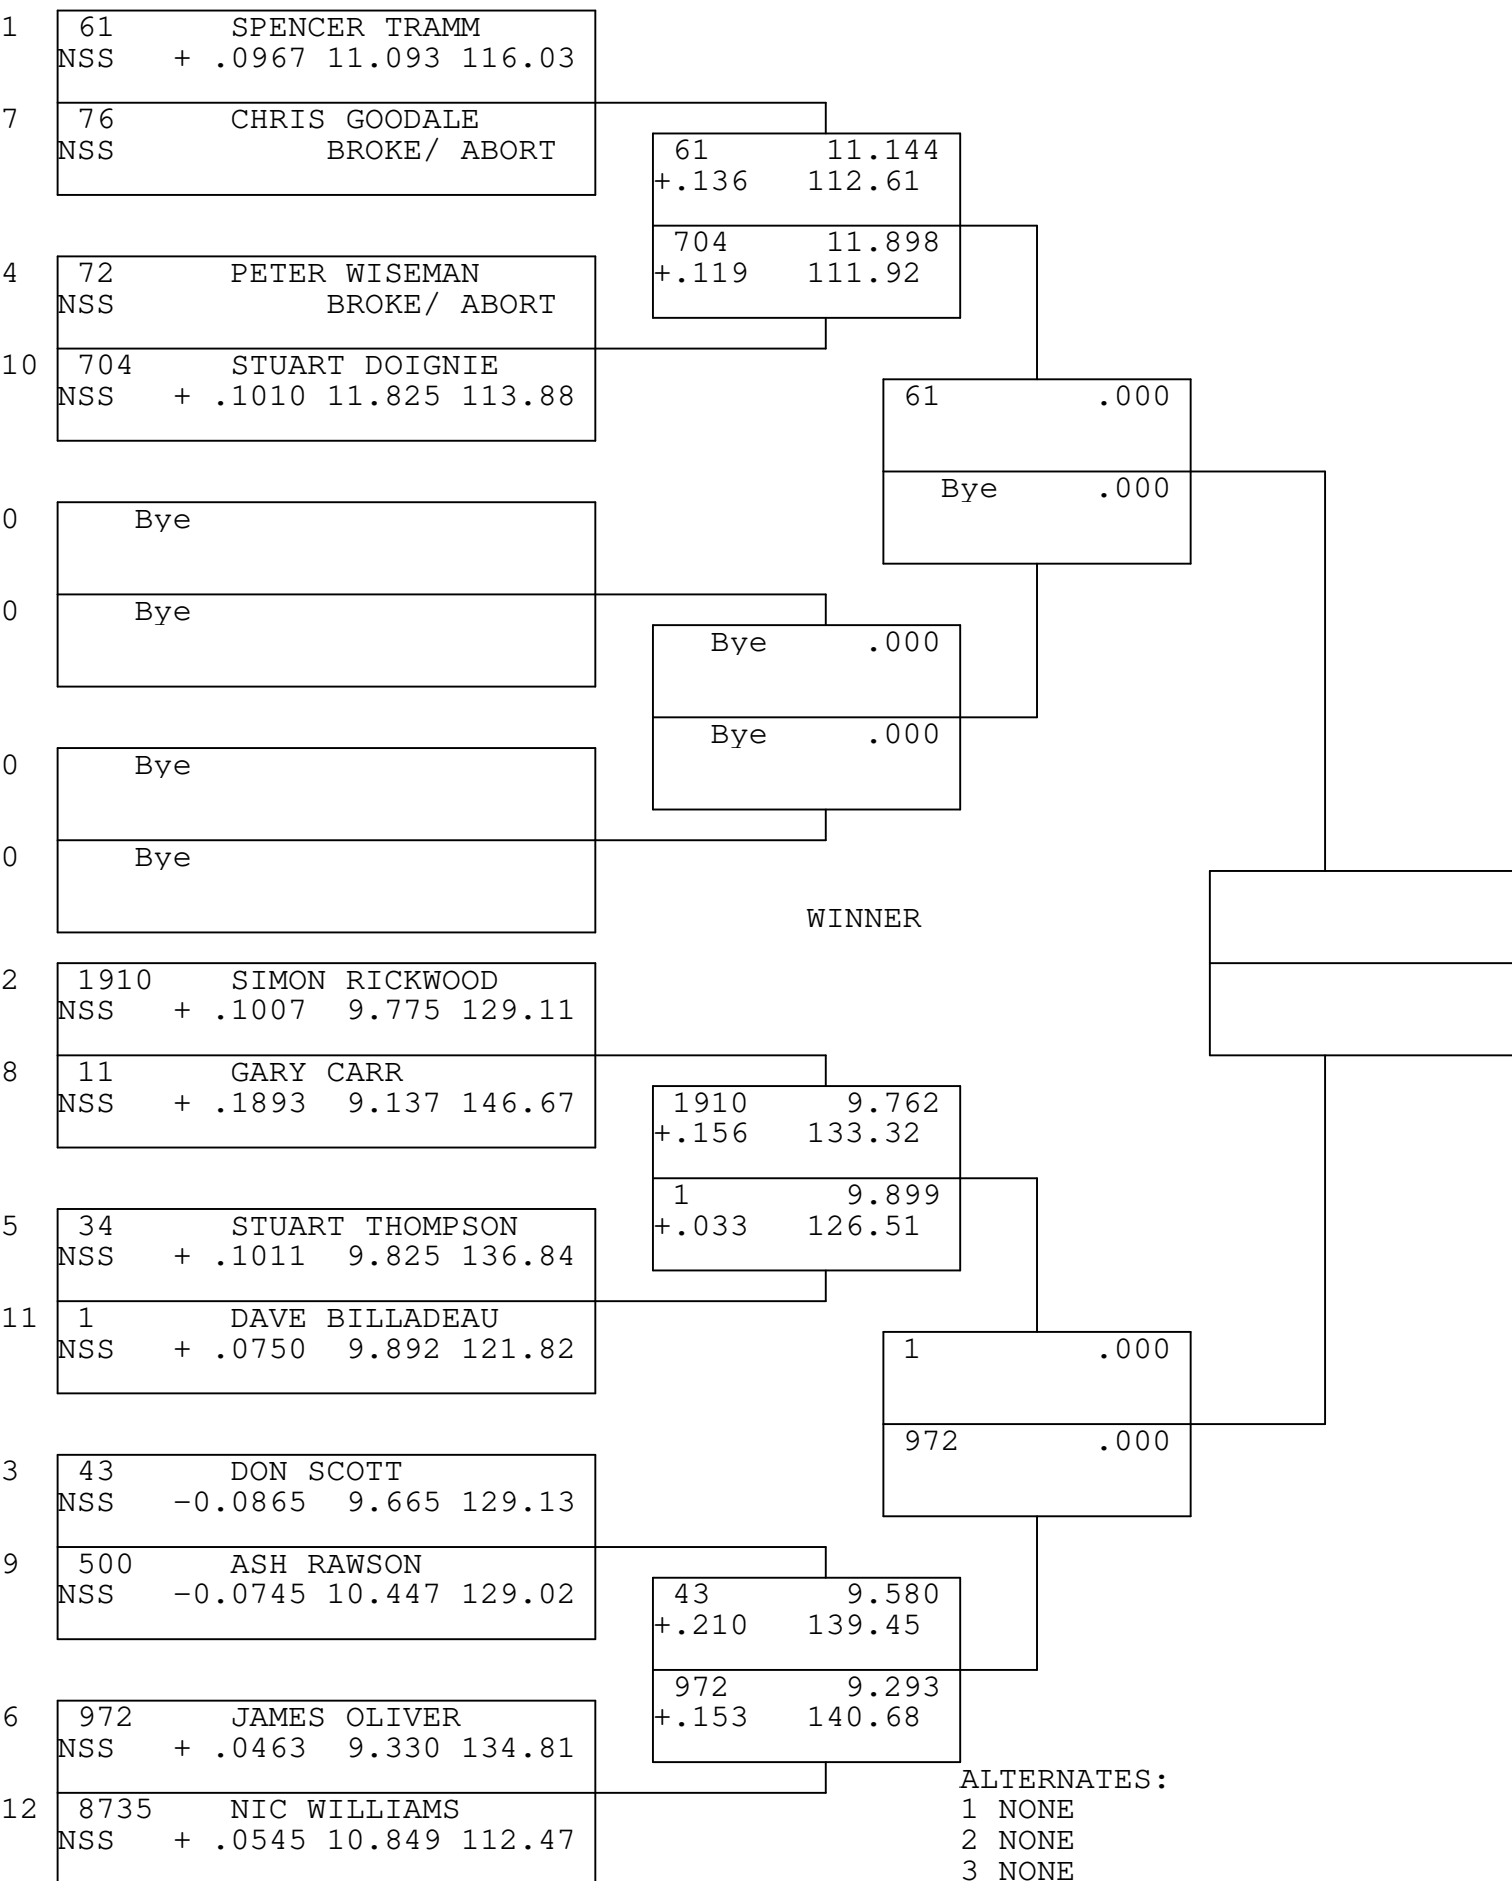 1 61 SPENCER TRAMM
NSS + .0967 11.093 116.03
7 76 CHRIS GOODALE
NSS BROKE/ ABORT
61 11.144
+.136 112.61
704 11.898
+.119 111.92
4 72 PETER WISEMAN
NSS BROKE/ ABORT
10 704 STUART DOIGNIE
NSS + .1010 11.825 113.88
61 .000
Bye .000
0 Bye
0 Bye
Bye .000
Bye .000
0 Bye
0 Bye
WINNER
2 1910 SIMON RICKWOOD
NSS + .1007 9.775 129.11
8 11 GARY CARR
NSS + .1893 9.137 146.67
1910 9.762
+.156 133.32
1 9.899
+.033 126.51
5 34 STUART THOMPSON
NSS + .1011 9.825 136.84
11 1 DAVE BILLADEAU
NSS + .0750 9.892 121.82
1 .000
972 .000
3 43 DON SCOTT
NSS -0.0865 9.665 129.13
9 500 ASH RAWSON
NSS -0.0745 10.447 129.02
43 9.580
+.210 139.45
972 9.293
+.153 140.68
6 972 JAMES OLIVER
NSS + .0463 9.330 134.81
12 8735 NIC WILLIAMS
NSS + .0545 10.849 112.47
ALTERNATES:
1 NONE
2 NONE
3 NONE